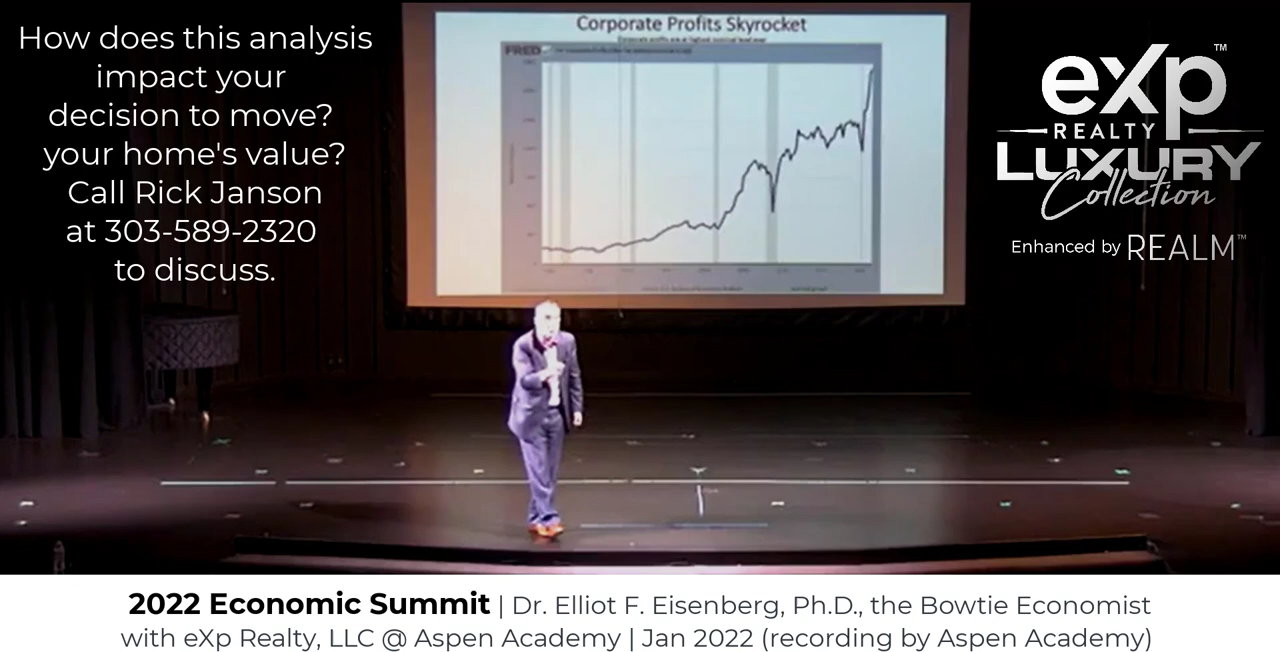 How does this analysis
impact your
decision to move?
your home's value?
Call Rick Janson
at 303-589-2320
to discuss.
Corporate Profits Skyrocket
FRED
eXp™
REALTY
LUXURY
Collection
Enhanced by REALM™
2022 Economic Summit | Dr. Elliot F. Eisenberg, Ph.D., the Bowtie Economist
with eXp Realty, LLC @ Aspen Academy | Jan 2022 (recording by Aspen Academy)